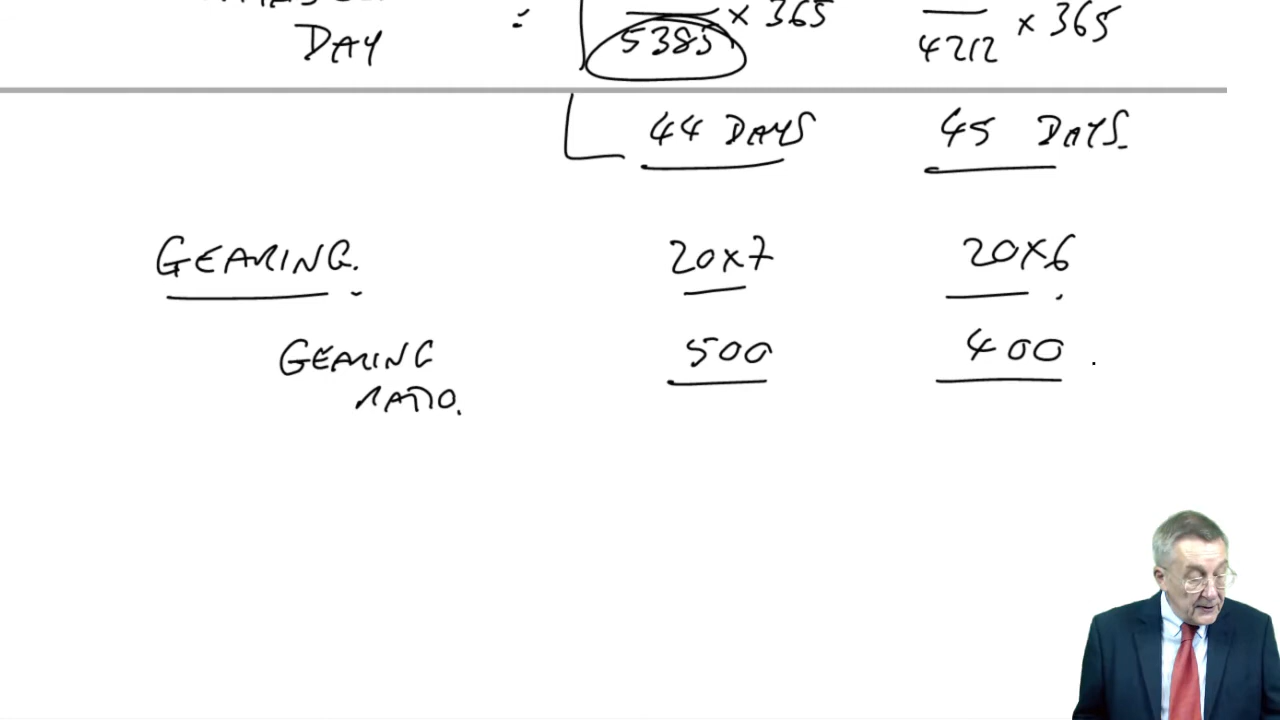 DAY : 5385 × 365 4212 × 365
44 DAYS 45 DAYS.
GEARING. 20X7 20X6
GEARING 500 400
RATIO.